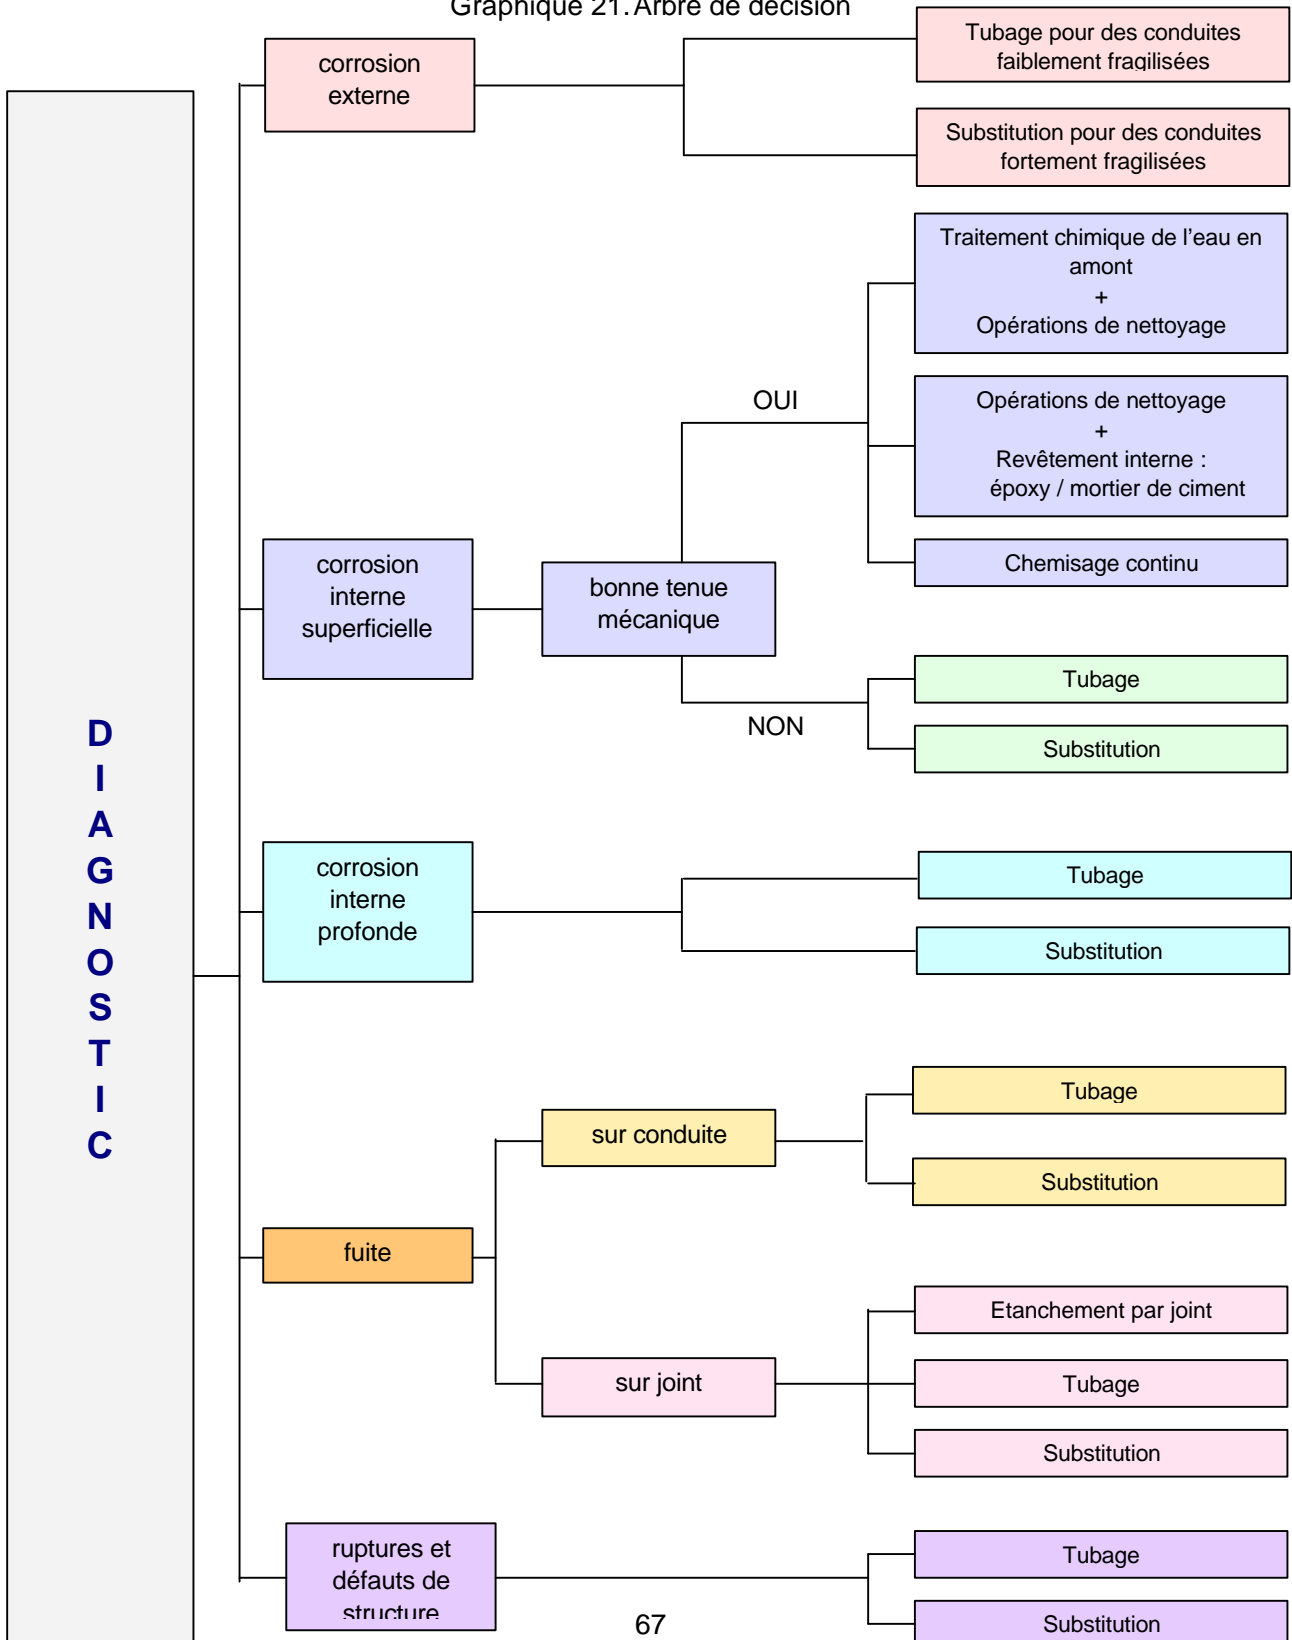 Graphique 21. Arbre de décision
corrosion
externe
Tubage pour des conduites
faiblement fragilisées
Substitution pour des conduites
fortement fragilisées
Traitement chimique de l'eau en
amont
+
Opérations de nettoyage
OUI
Opérations de nettoyage
+
Revêtement interne :
époxy / mortier de ciment
Chemisage continu
corrosion
interne
superficielle
bonne tenue
mécanique
NON
Tubage
Substitution
D
I
A
G
N
O
S
T
I
C
corrosion
interne
profonde
Tubage
Substitution
fuite
sur conduite
Tubage
Substitution
sur joint
Etanchement par joint
Tubage
Substitution
ruptures et
défauts de
structure
Tubage
Substitution
67